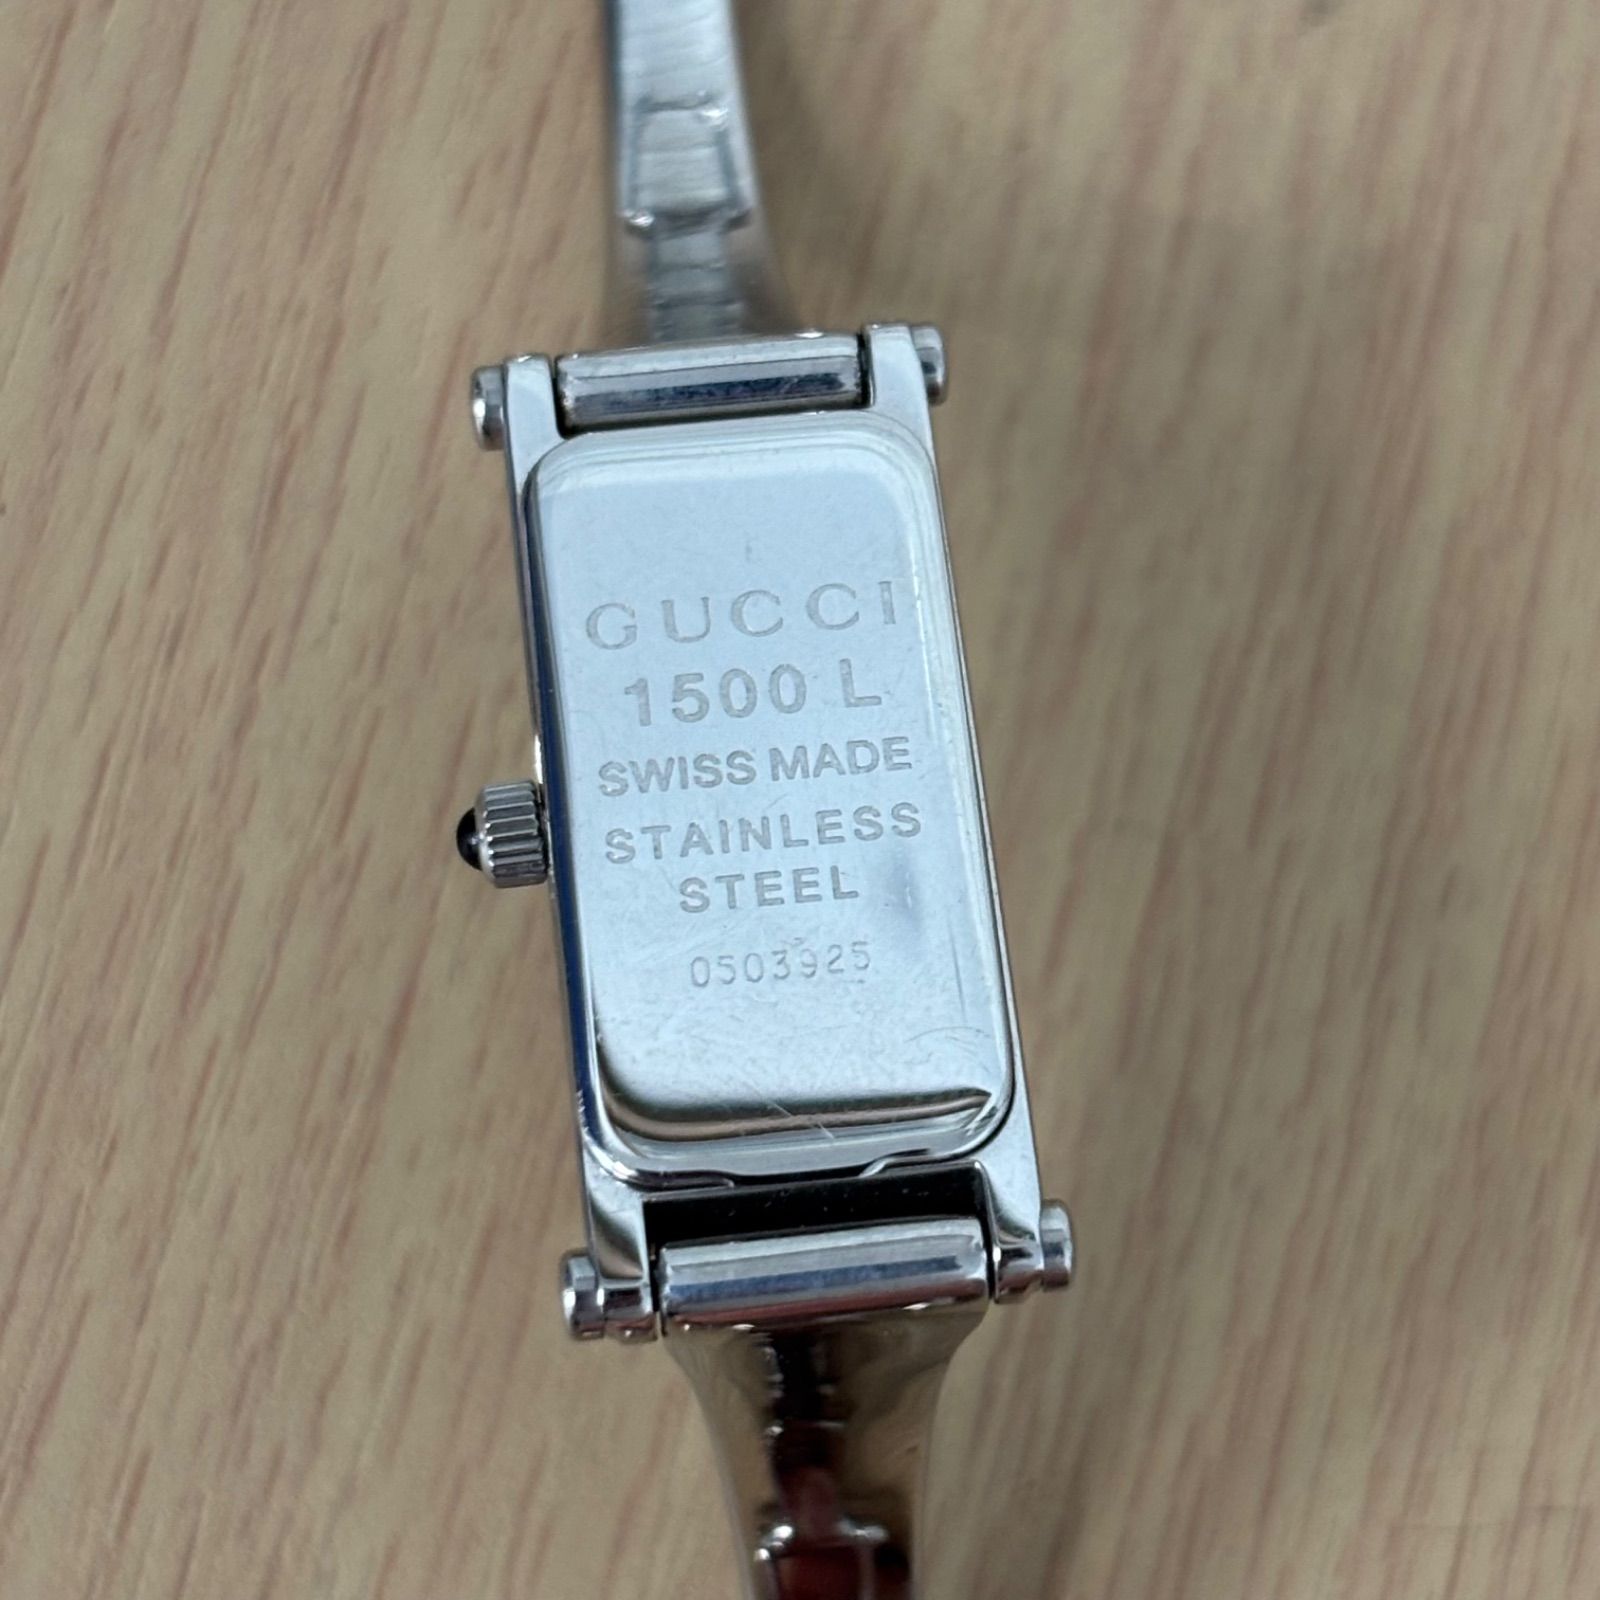 GUCCI
1500 L
SWISS MADE
STAINLESS
STEEL
0503925